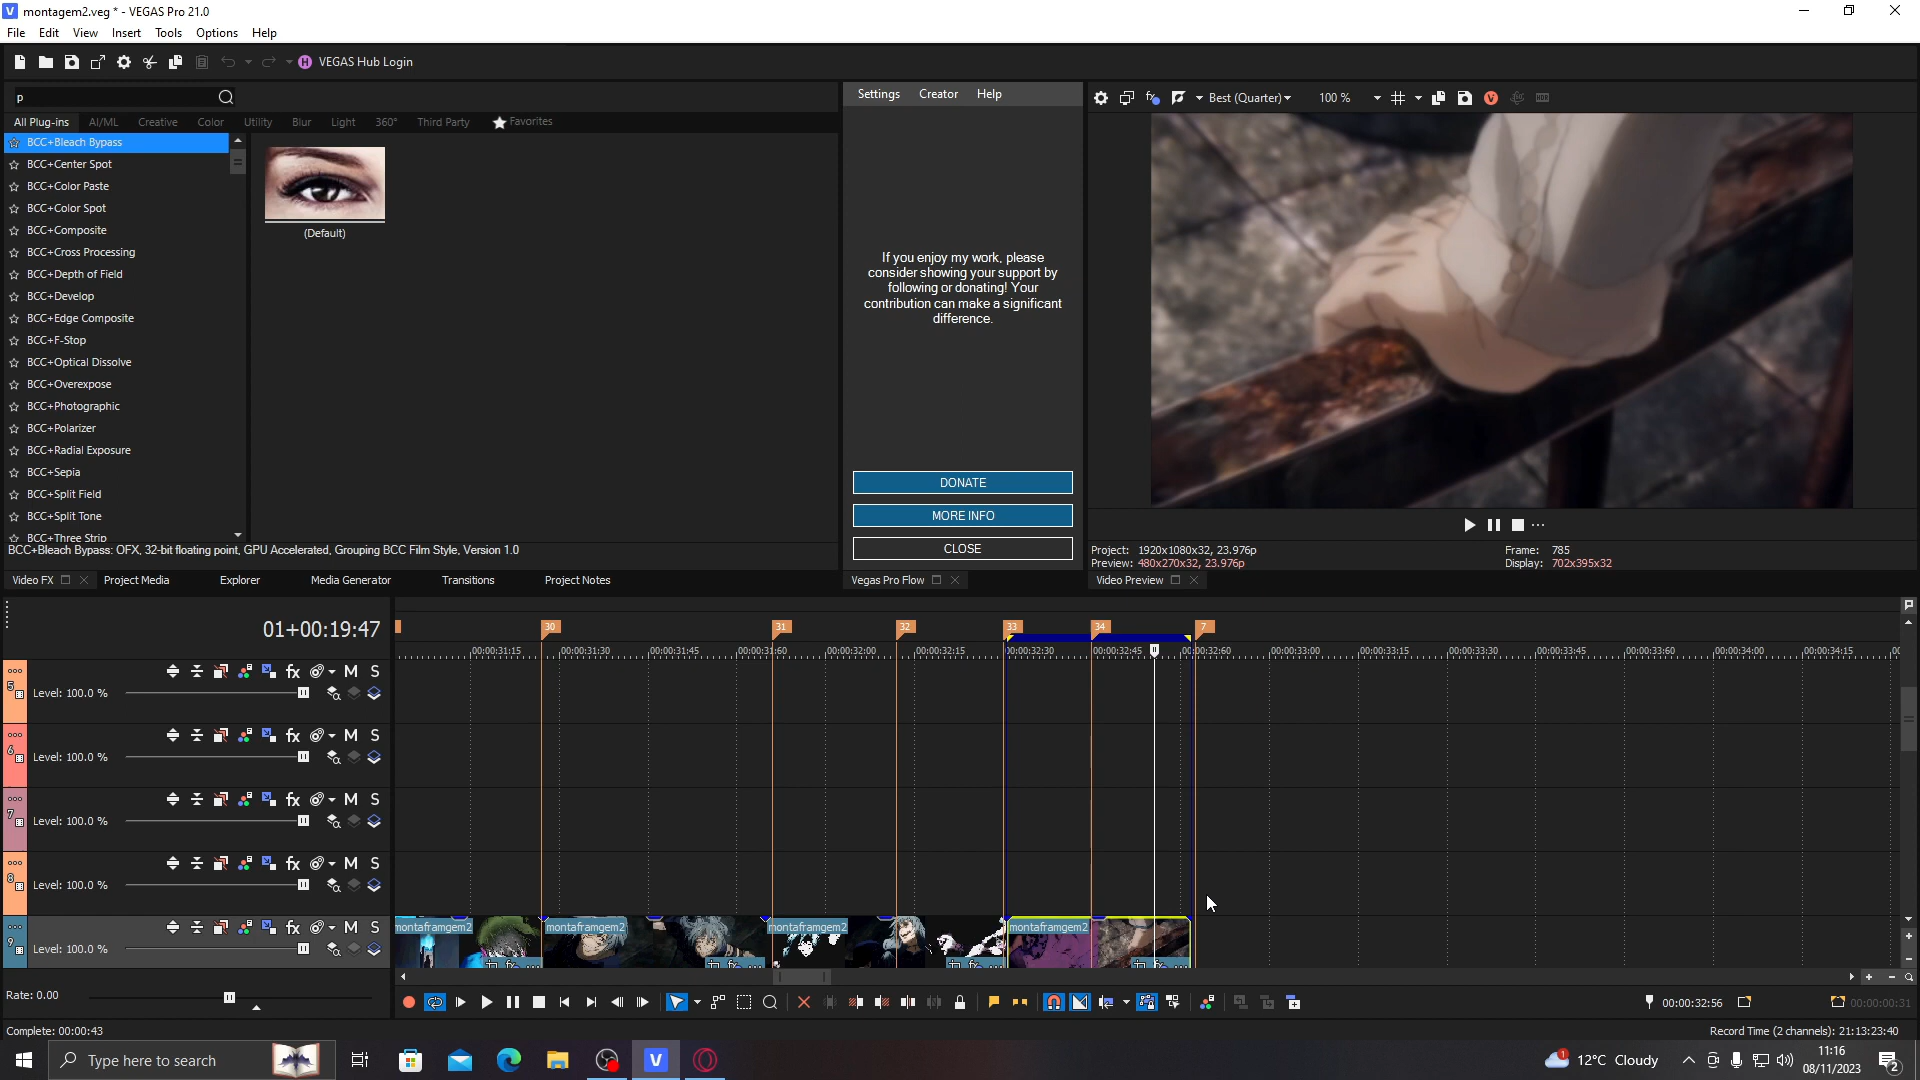 montagem2.veg * - VEGAS Pro 21.0
File Edit View Insert Tools Options Help
VEGAS Hub Login
p
All Plug-ins AI/ML Creative Color Utility Blur Light 360° Third Party Favorites
BCC+Bleach Bypass
BCC+Center Spot
BCC+Color Paste
BCC+Color Spot
BCC+Composite
BCC+Cross Processing
BCC+Depth of Field
BCC+Develop
BCC+Edge Composite
BCC+F-Stop
BCC+Optical Dissolve
BCC+Overexpose
BCC+Photographic
BCC+Polarizer
BCC+Radial Exposure
BCC+Sepia
BCC+Split Field
BCC+Split Tone
BCC+Three Strip
(Default)
BCC+Bleach Bypass: OFX, 32-bit floating point, GPU Accelerated, Grouping BCC Film Style, Version 1.0
Video FX Project Media Explorer Media Generator Transitions Project Notes
Settings Creator Help
If you enjoy my work, please
consider showing your support by
following or donating! Your
contribution can make a significant
difference.
DONATE
MORE INFO
CLOSE
Vegas Pro Flow
Best (Quarter) 100 %
Project: 1920x1080x32, 23.976p
Preview: 480x270x32, 23.976p
Frame: 785
Display: 702x395x32
Video Preview
01+00:19:47
30 31 32 33 34 7
00:00:31:15 00:00:31:30 00:00:31:45 00:00:31:60 00:00:32:00 00:00:32:15 00:00:32:30 00:00:32:45 00:00:32:60 00:00:33:00 00:00:33:15 00:00:33:30 00:00:33:45 00:00:33:60 00:00:34:00 00:00:34:15
5 M S
Level: 100.0 %
6 M S
Level: 100.0 %
7 M S
Level: 100.0 %
8 M S
Level: 100.0 %
9 M S
Level: 100.0 %
montaframgem2 montaframgem2 montaframgem2 montaframgem2
Rate: 0.00
00:00:32:56 00:00:00:31
Complete: 00:00:43
Record Time (2 channels): 21:13:23:40
Type here to search
12°C Cloudy
11:16
08/11/2023